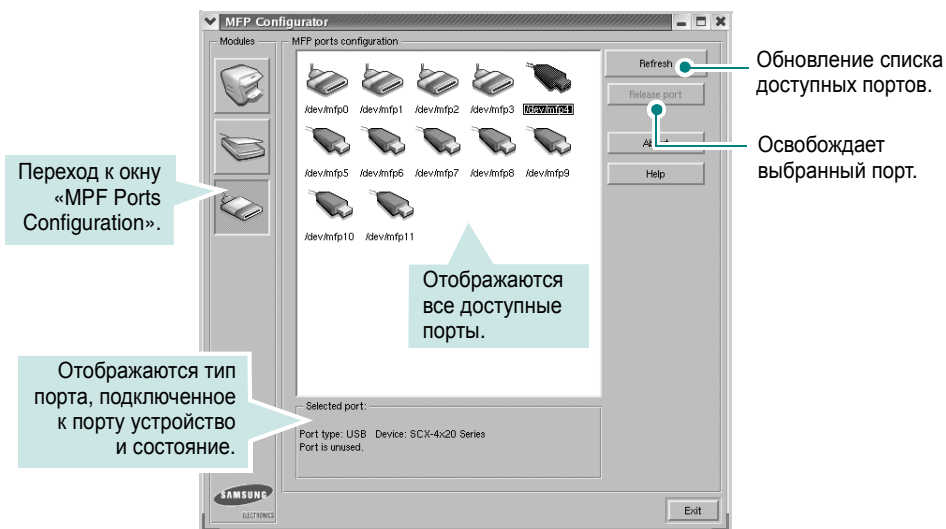 MFP Configurator
Modules
MFP ports configuration
/dev/mfp0 /dev/mfp1 /dev/mfp2 /dev/mfp3 /dev/mfp4
/dev/mfp5 /dev/mfp6 /dev/mfp7 /dev/mfp8 /dev/mfp9
/dev/mfp10 /dev/mfp11
Refresh
Release port
Help
Обновление списка
доступных портов.
Освобождает
выбранный порт.
Переход к окну
«MPF Ports
Configuration».
Отображаются
все доступные
порты.
Отображаются тип
порта, подключенное
к порту устройство
и состояние.
Selected port:
Port type: USB Device: SCX-4x20 Series
Port is unused.
SAMSUNG
ELECTRONICS
Exit